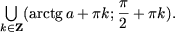 ⋃_{k∈𝐙} (arctg a + πk; π/2 + πk).